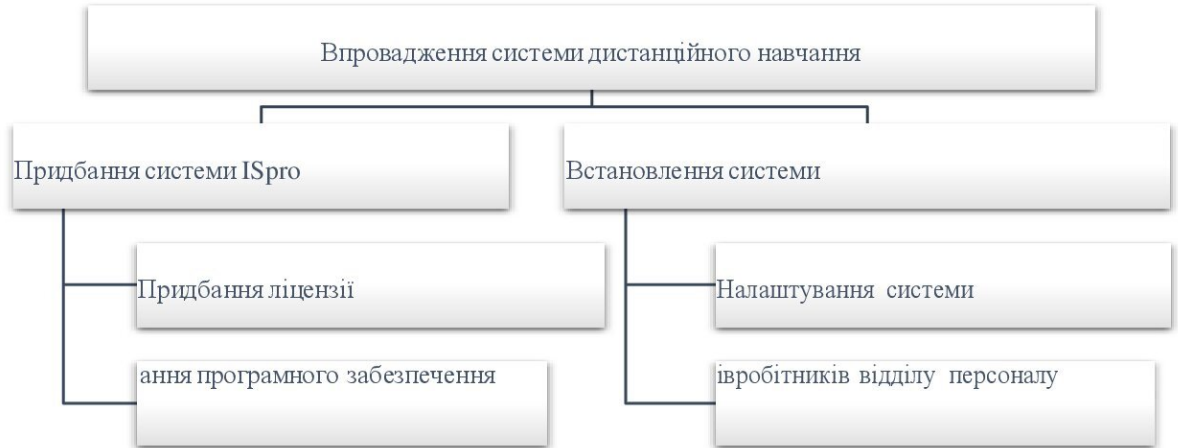 Впровадження системи дистанційного навчання
Придбання системи ISpro
Встановлення системи
Придбання ліцензії
Налаштування системи
ання програмного забезпечення
івробітників відділу персоналу